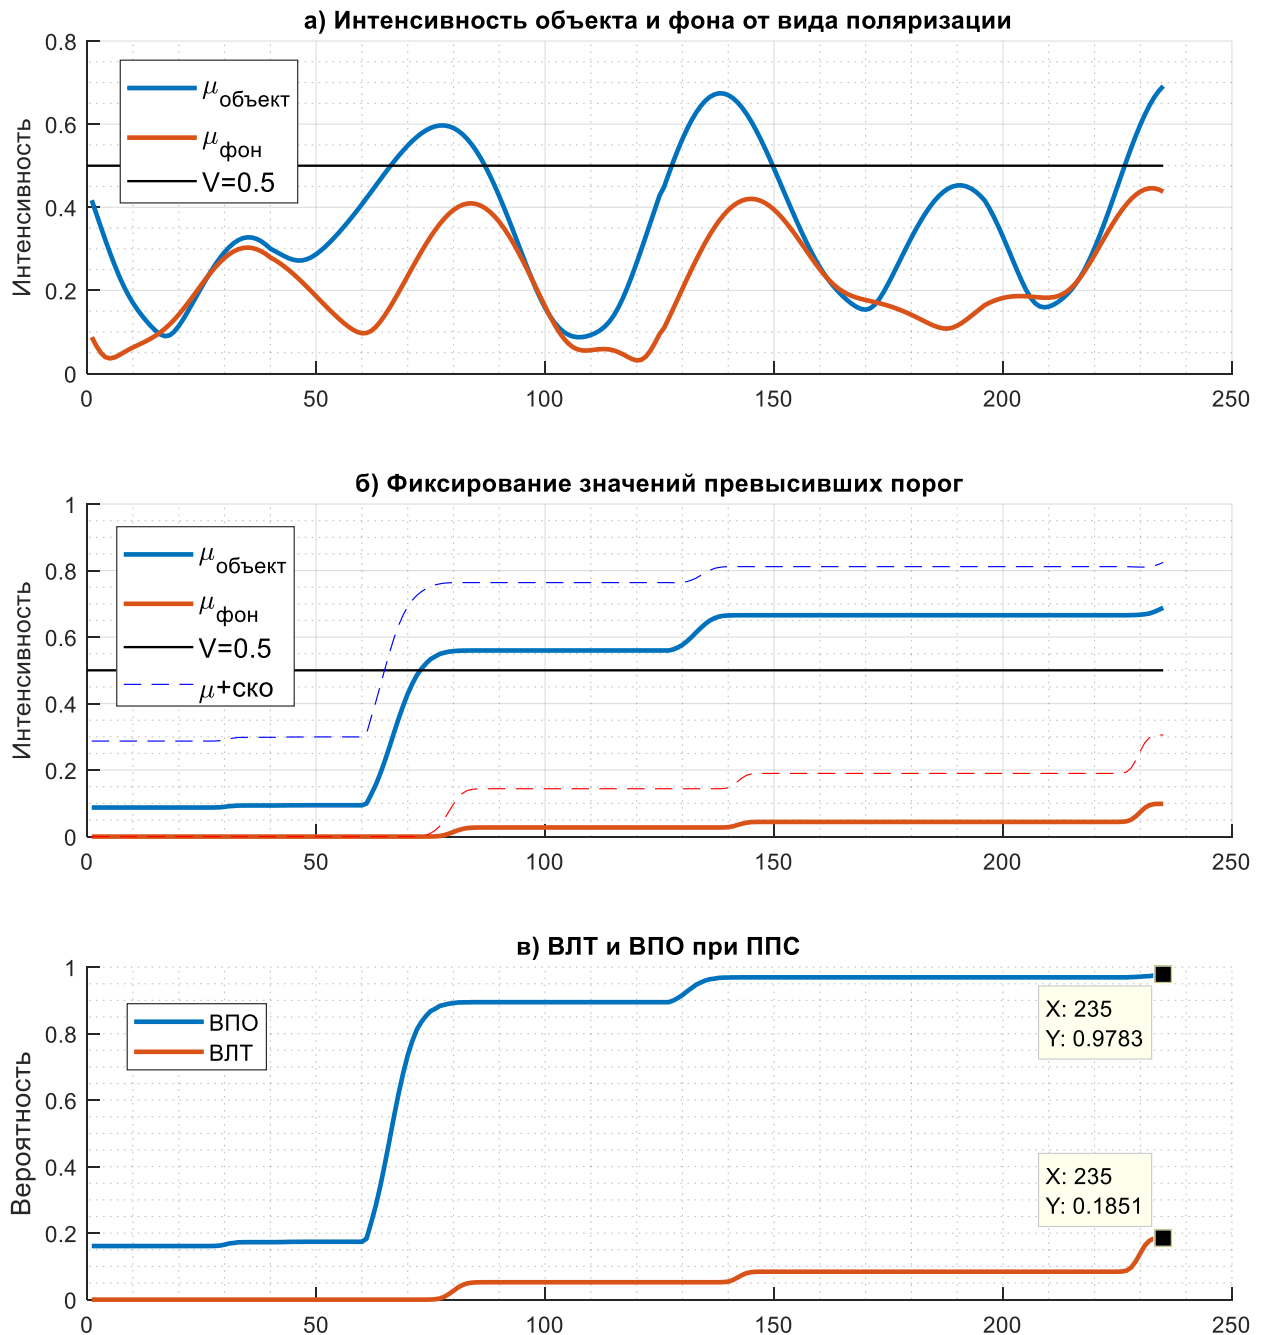 а) Интенсивность объекта и фона от вида поляризации
Интенсивность
0.8
0.6
0.4
0.2
0
μобъект
μфон
V=0.5
0 50 100 150 200 250
б) Фиксирование значений превысивших порог
Интенсивность
1
0.8
0.6
0.4
0.2
0
μобъект
μфон
V=0.5
μ+ско
0 50 100 150 200 250
в) ВЛТ и ВПО при ППС
Вероятность
1
0.8
0.6
0.4
0.2
0
ВПО
ВЛТ
X: 235
Y: 0.9783
X: 235
Y: 0.1851
0 50 100 150 200 250